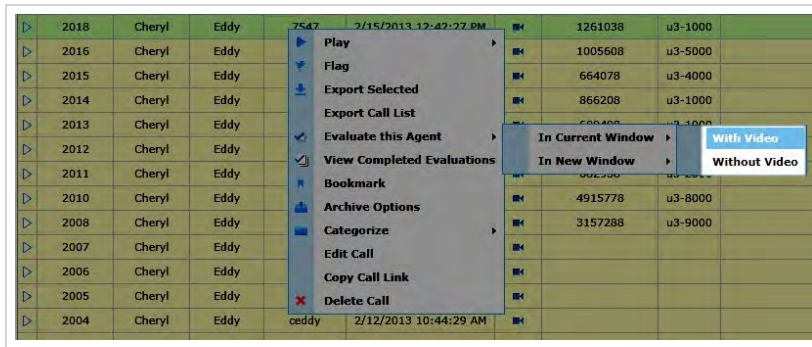 2018 Cheryl Eddy 7547 2/15/2013 12:42:27 PM 1261038 u3-1000
Play
2016 Cheryl Eddy 1005608 u3-5000
Flag
2015 Cheryl Eddy 664078 u3-4000
Export Selected
2014 Cheryl Eddy 866208 u3-1000
Export Call List
2013 Cheryl Eddy
Evaluate this Agent In Current Window With Video
2012 Cheryl Eddy
View Completed Evaluations In New Window Without Video
2011 Cheryl Eddy
Bookmark
2010 Cheryl Eddy 4915778 u3-8000
Archive Options
2008 Cheryl Eddy 3157288 u3-9000
Categorize
2007 Cheryl Eddy
Edit Call
2006 Cheryl Eddy
Copy Call Link
2005 Cheryl Eddy
Delete Call
2004 Cheryl Eddy ceddy 2/12/2013 10:44:29 AM